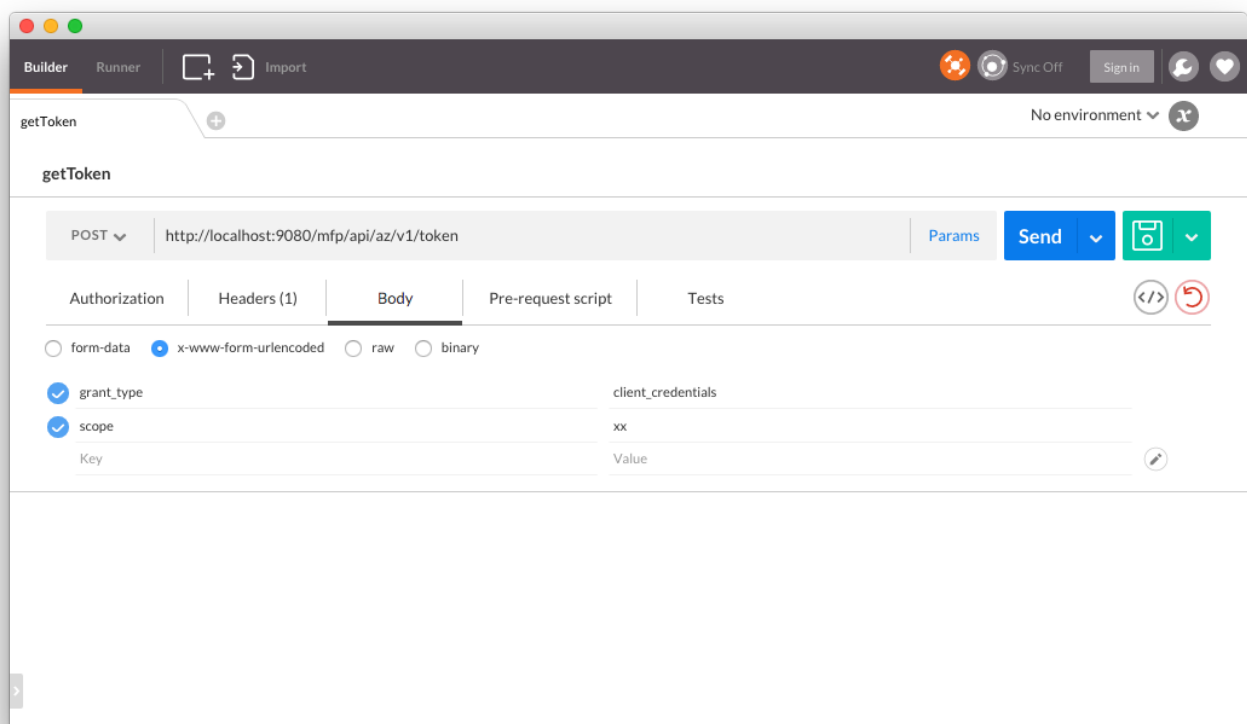 Builder Runner Import Sync Off Sign in
getToken No environment
getToken
POST http://localhost:9080/mfp/api/az/v1/token Params Send
Authorization Headers (1) Body Pre-request script Tests
form-data x-www-form-urlencoded raw binary
grant_type client_credentials
scope xx
Key Value